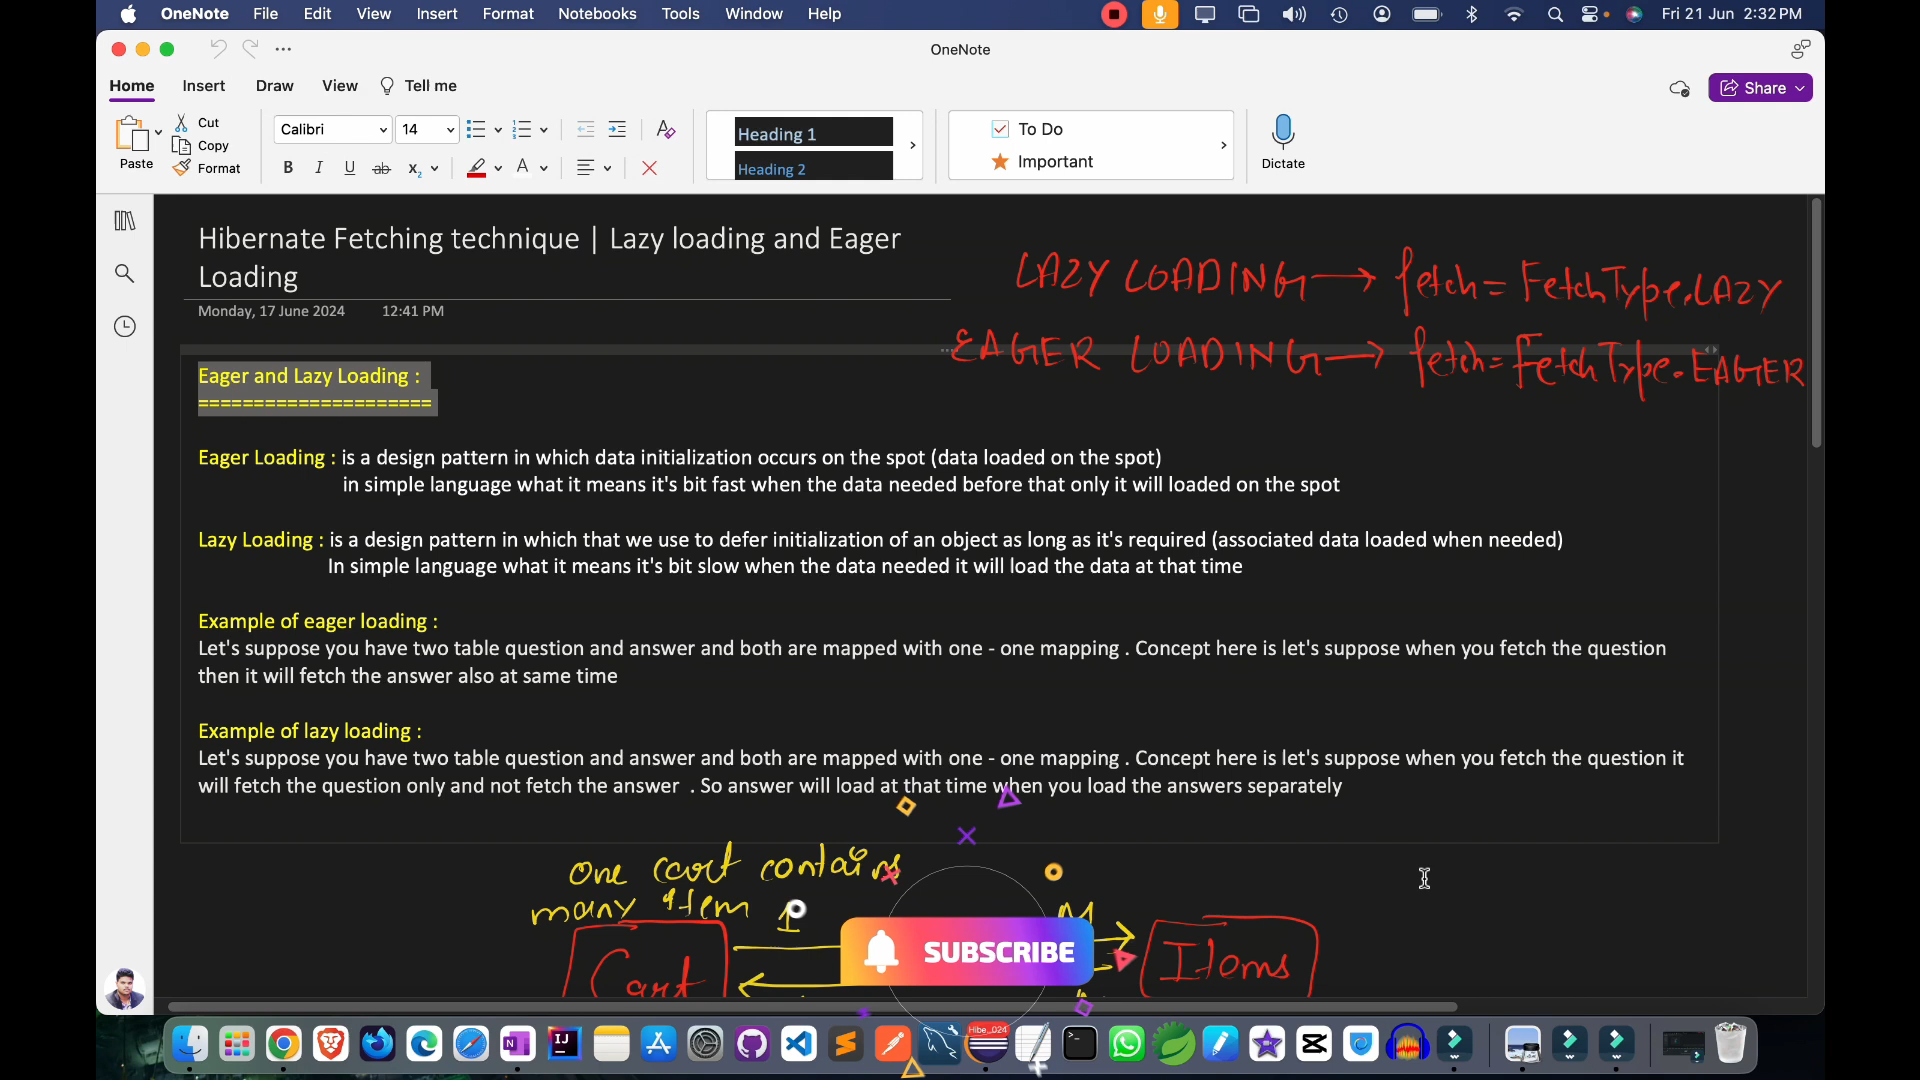 OneNote File Edit View Insert Format Notebooks Tools Window Help Fri 21 Jun 2:32 PM
OneNote
Home Insert Draw View Tell me Share
Paste Cut Copy Format
Calibri 14
B I U ab X₂ A
Heading 1
Heading 2
To Do
Important
Dictate
Hibernate Fetching technique | Lazy loading and Eager
Loading
Monday, 17 June 2024 12:41 PM
LAZY LOADING → fetch = FetchType.LAZY
EAGER LOADING → fetch = FetchType.EAGER
Eager and Lazy Loading :
=====================
Eager Loading : is a design pattern in which data initialization occurs on the spot (data loaded on the spot)
in simple language what it means it's bit fast when the data needed before that only it will loaded on the spot
Lazy Loading : is a design pattern in which that we use to defer initialization of an object as long as it's required (associated data loaded when needed)
In simple language what it means it's bit slow when the data needed it will load the data at that time
Example of eager loading :
Let's suppose you have two table question and answer and both are mapped with one - one mapping . Concept here is let's suppose when you fetch the question
then it will fetch the answer also at same time
Example of lazy loading :
Let's suppose you have two table question and answer and both are mapped with one - one mapping . Concept here is let's suppose when you fetch the question it
will fetch the question only and not fetch the answer . So answer will load at that time when you load the answers separately
One cart contains
many item 1 M
Cart Items
SUBSCRIBE
Hibe_024